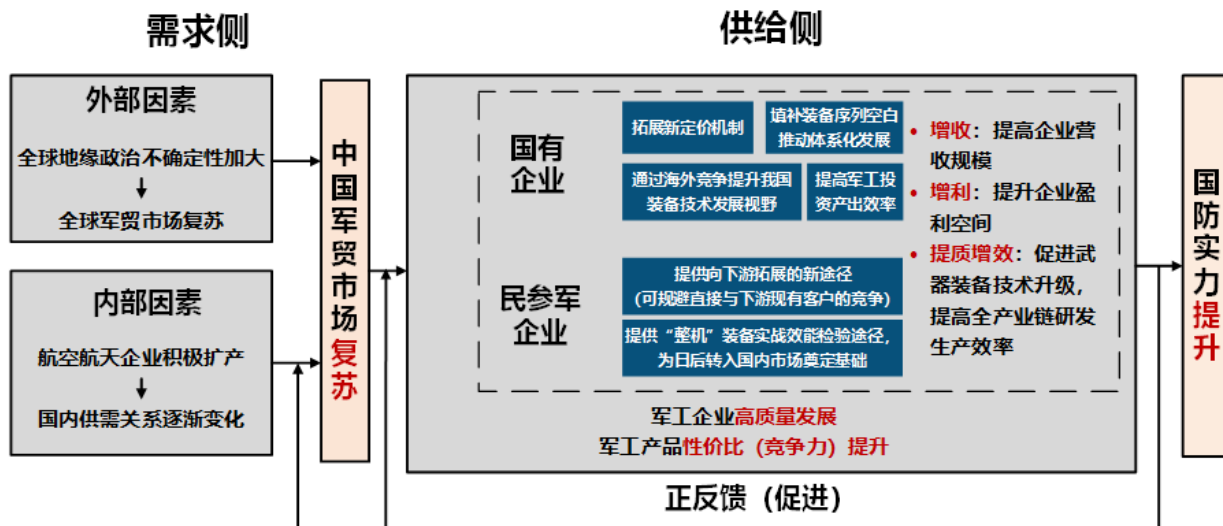 需求侧
供给侧
外部因素
全球地缘政治不确定性加大
全球军贸市场复苏
内部因素
航空航天企业积极扩产
国内供需关系逐渐变化
中国军贸市场复苏
国有
企业
拓展新定价机制
填补装备序列空白
推动体系化发展
通过海外竞争提升我国
装备技术发展视野
提高军工投
资产出效率
民参军
企业
提供向下游拓展的新途径
(可规避直接与下游现有客户的竞争)
提供“整机”装备实战效能检验途径，
为日后转入国内市场奠定基础
• 增收：提高企业营
收规模
• 增利：提升企业盈
利空间
• 提质增效：促进武
器装备技术升级，
提高全产业链研发
生产效率
军工企业高质量发展
军工产品性价比（竞争力）提升
国防实力提升
正反馈（促进）